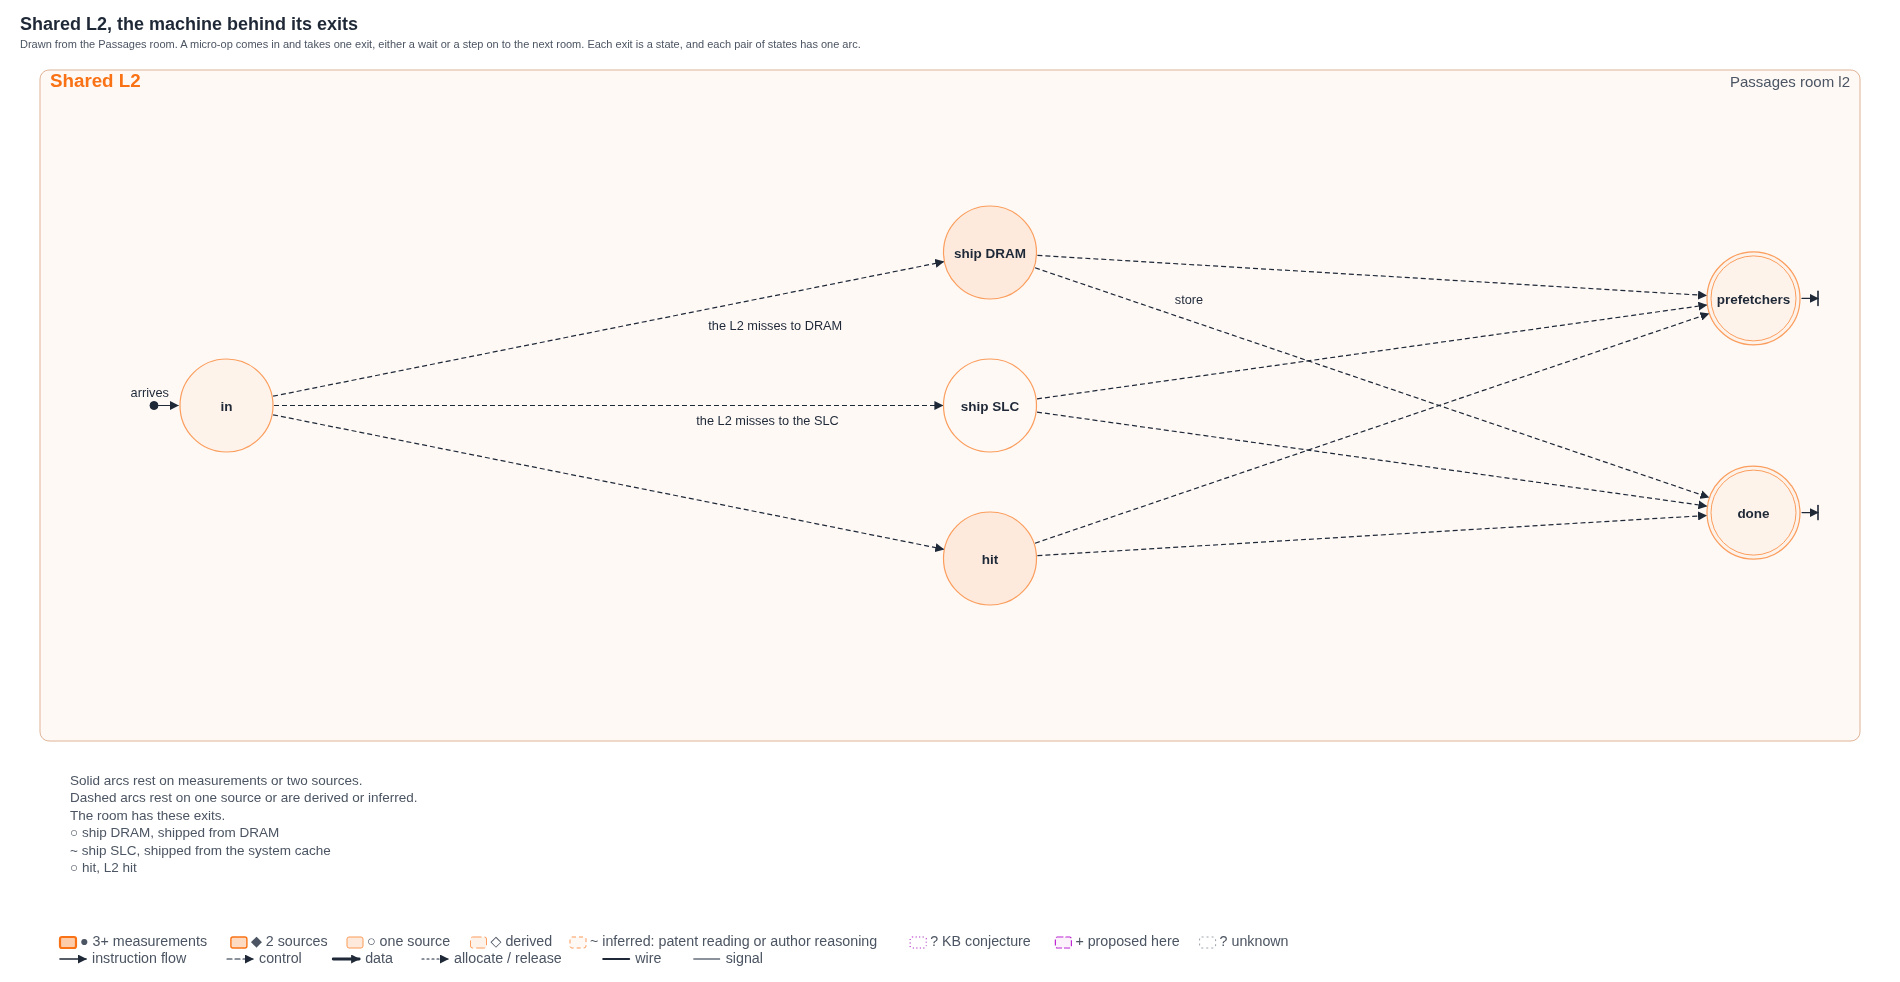 Shared L2, the machine behind its exits
Drawn from the Passages room. A micro-op comes in and takes one exit, either a wait or a step on to the next room. Each exit is a state, and each pair of states has one arc.
Shared L2
Passages room l2
ship DRAM
store
prefetchers
the L2 misses to DRAM
arrives
in
ship SLC
the L2 misses to the SLC
done
hit
Solid arcs rest on measurements or two sources.
Dashed arcs rest on one source or are derived or inferred.
The room has these exits.
○ ship DRAM, shipped from DRAM
~ ship SLC, shipped from the system cache
○ hit, L2 hit
● 3+ measurements ◆ 2 sources ○ one source ◇ derived ~ inferred: patent reading or author reasoning ? KB conjecture + proposed here ? unknown
instruction flow control data allocate / release wire signal